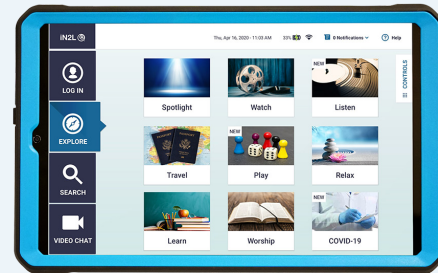 iN2L
Thu, Apr 16, 2020 - 11:03 AM 33% 0 Notifications Help
LOG IN
EXPLORE
SEARCH
VIDEO CHAT
CONTROLS
Spotlight
Watch
NEW
Listen
Travel
NEW
Play
Relax
Learn
Worship
NEW
COVID-19